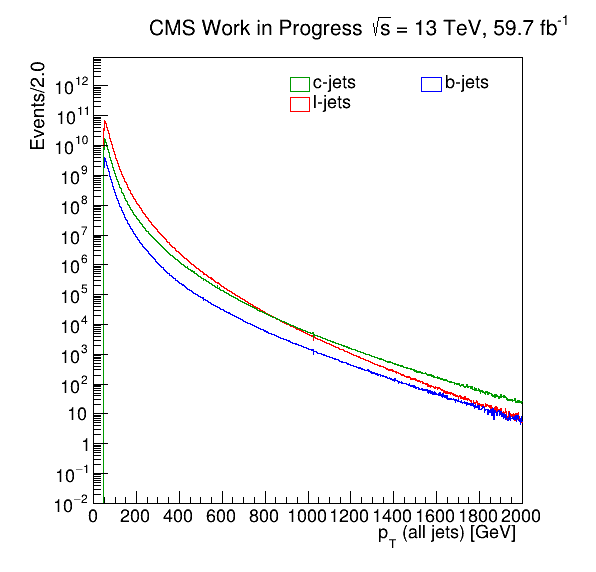 CMS Work in Progress √s = 13 TeV, 59.7 fb⁻¹
Events/2.0
c-jets b-jets
l-jets
10¹²
10¹¹
10¹⁰
10⁹
10⁸
10⁷
10⁶
10⁵
10⁴
10³
10²
10
1
10⁻¹
10⁻²
0 200 400 600 800 1000 1200 1400 1600 1800 2000
p_T (all jets) [GeV]